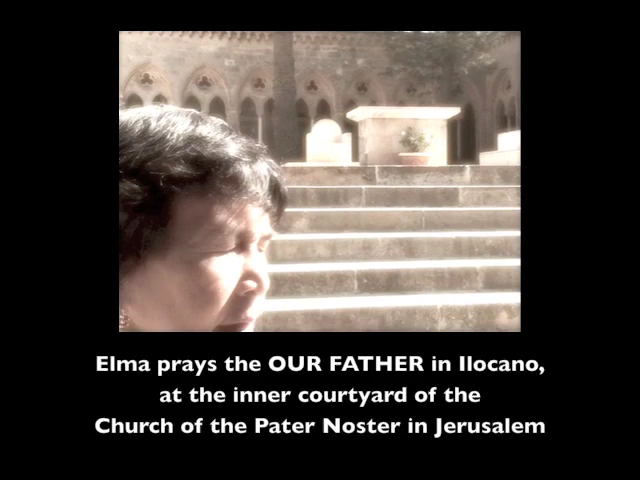 Elma prays the OUR FATHER in Ilocano,
at the inner courtyard of the
Church of the Pater Noster in Jerusalem